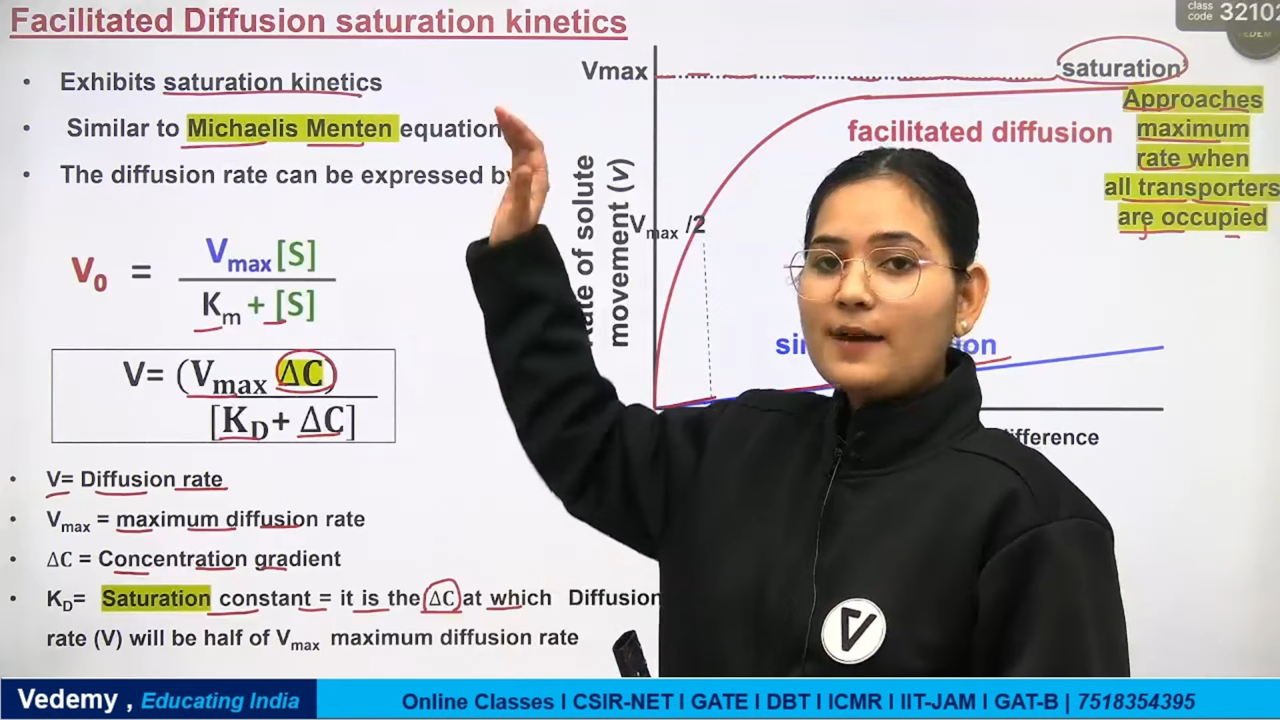 Facilitated Diffusion saturation kinetics
class code 32102
• Exhibits saturation kinetics
• Similar to Michaelis Menten equation
• The diffusion rate can be expressed by
V₀ = Vmax[S]
Km + [S]
V= (Vmax ΔC)
[KD+ ΔC]
• V= Diffusion rate
• Vmax = maximum diffusion rate
• ΔC = Concentration gradient
• KD= Saturation constant = it is the ΔC at which Diffusion
rate (V) will be half of Vmax maximum diffusion rate
Vmax
saturation
Approaches
maximum
rate when
all transporters
are occupied
facilitated diffusion
Vmax /2
of solute
movement (v)
Vedemy , Educating India
Online Classes I CSIR-NET I GATE I DBT I ICMR I IIT-JAM I GAT-B | 7518354395